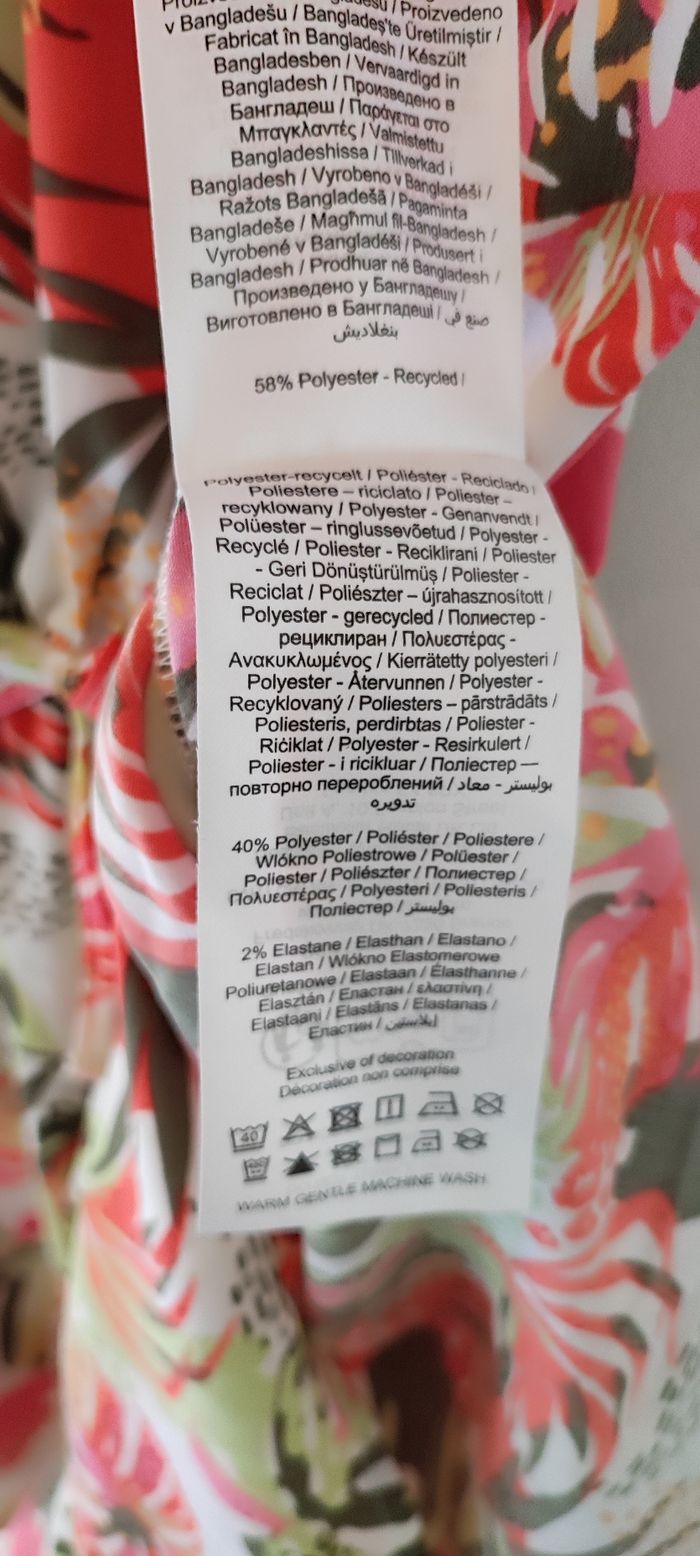 / Proizvedeno
v Bangladešu / Bangladeş'te Üretilmiştir /
Fabricat în Bangladesh / Készült
Bangladesben / Vervaardigd in
Bangladesh / Произведено в
Бангладеш / Παράγεται στο
Μπαγκλαντές / Valmistettu
Bangladeshissa / Tillverkad i
Bangladesh / Vyrobeno v Bangladéši /
Ražots Bangladešā / Pagaminta
Bangladeše / Magħmul fil-Bangladesh /
Vyrobené v Bangladéši / Produsert i
Bangladesh / Prodhuar në Bangladesh /
Произведено у Бангладешу /
Виготовлено в Бангладеші / صنع في
بنغلاديش
58% Polyester - Recycled /
Polyester-recycelt / Poliéster - Reciclado /
Poliestere – riciclato / Poliester –
recyklowany / Polyester - Genanvendt /
Polüester – ringlussevõetud / Polyester -
Recyclé / Poliester - Reciklirani / Poliester
- Geri Dönüştürülmüş / Poliester -
Reciclat / Poliészter – újrahasznosított /
Polyester - gerecycled / Полиестер -
рециклиран / Πολυεστέρας -
Ανακυκλωμένος / Kierrätetty polyesteri /
Polyester - Återvunnen / Polyester -
Recyklovaný / Poliesters – pārstrādāts /
Poliesteris, perdirbtas / Poliester -
Riċiklat / Polyester - Resirkulert /
Poliester - i ricikluar / Поліестер —
повторно перероблений / بوليستر - معاد
تدويره
40% Polyester / Poliéster / Poliestere /
Wlókno Poliestrowe / Polüester /
Poliester / Poliészter / Полиестер /
Πολυεστέρας / Polyesteri / Poliesteris /
Поліестер / بوليستر
2% Elastane / Elasthan / Elastano /
Elastan / Wlókno Elastomerowe
Poliuretanowe / Elastaan / Élasthanne /
Elasztán / Еластан / ελαστίνη /
Elastaani / Elastāns / Elastanas /
Еластин / إيلاستين
Exclusive of decoration
Décoration non comprise
40
WARM GENTLE MACHINE WASH